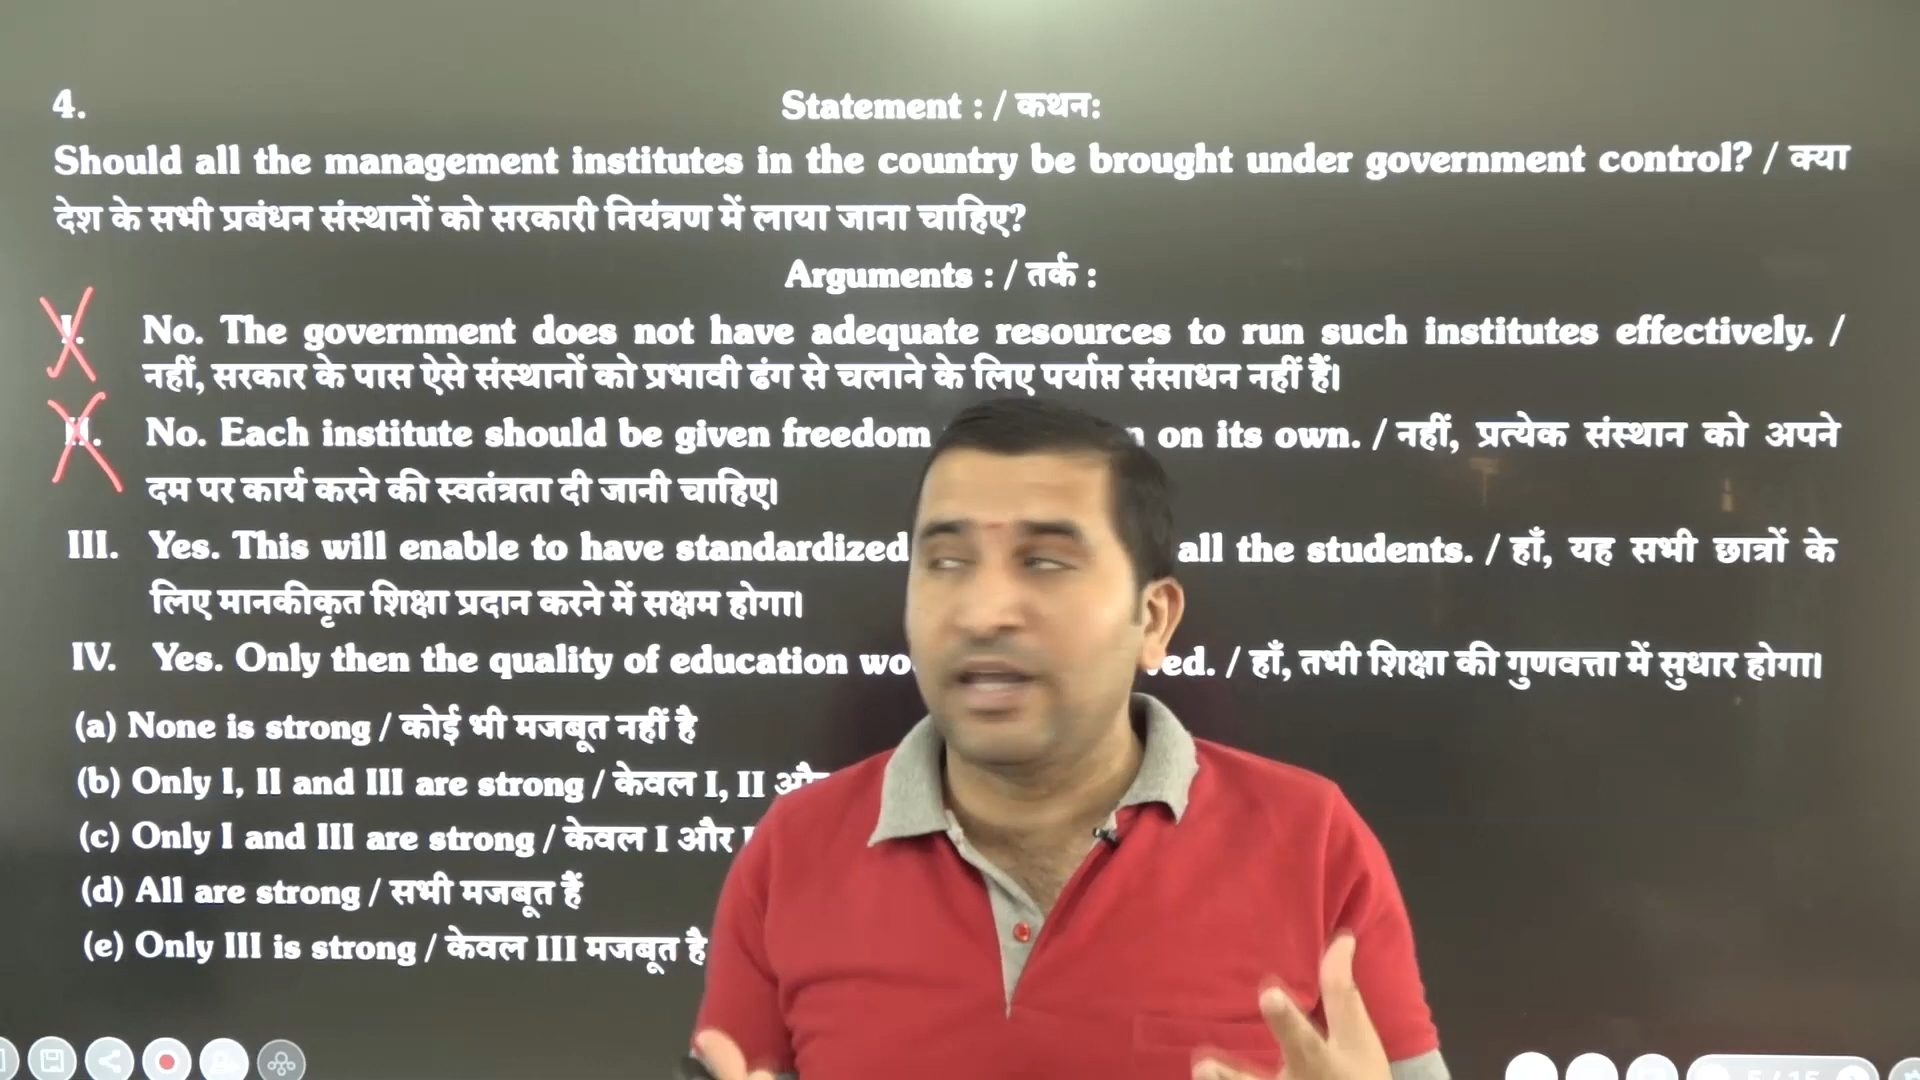 4.
Statement : / कथन:
Should all the management institutes in the country be brought under government control? / क्या
देश के सभी प्रबंधन संस्थानों को सरकारी नियंत्रण में लाया जाना चाहिए?
Arguments : / तर्क :
I. No. The government does not have adequate resources to run such institutes effectively. /
नहीं, सरकार के पास ऐसे संस्थानों को प्रभावी ढंग से चलाने के लिए पर्याप्त संसाधन नहीं हैं।
II. No. Each institute should be given freedom on its own. / नहीं, प्रत्येक संस्थान को अपने
दम पर कार्य करने की स्वतंत्रता दी जानी चाहिए।
III. Yes. This will enable to have standardized all the students. / हाँ, यह सभी छात्रों के
लिए मानकीकृत शिक्षा प्रदान करने में सक्षम होगा।
IV. Yes. Only then the quality of education / हाँ, तभी शिक्षा की गुणवत्ता में सुधार होगा।
(a) None is strong / कोई भी मजबूत नहीं है
(b) Only I, II and III are strong / केवल I, II
(c) Only I and III are strong / केवल I और
(d) All are strong / सभी मजबूत हैं
(e) Only III is strong / केवल III मजबूत है